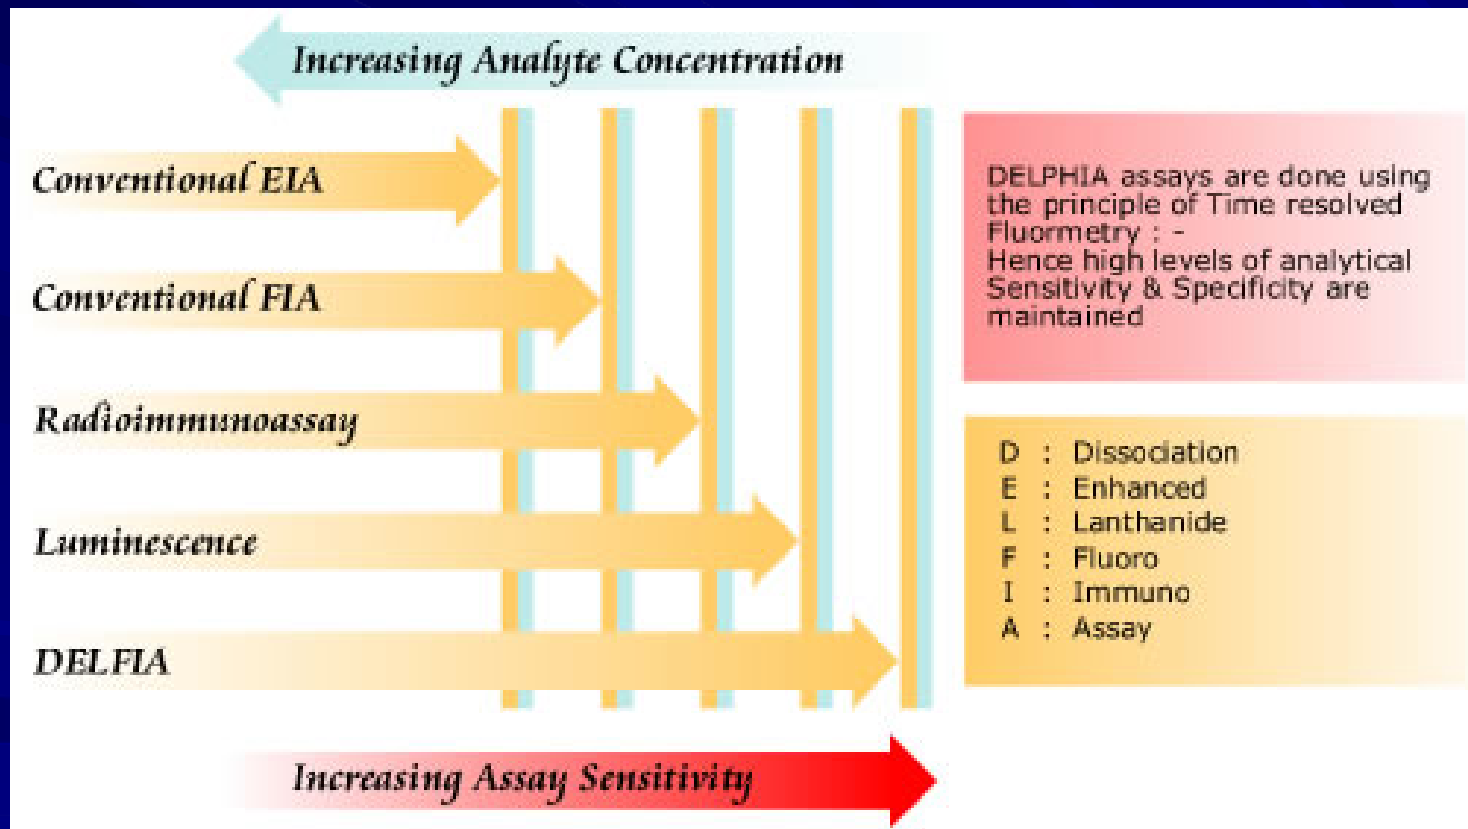 Increasing Analyte Concentration
Conventional EIA
Conventional FIA
Radioimmunoassay
Luminescence
DELFIA
Increasing Assay Sensitivity
DELPHIA assays are done using
the principle of Time resolved
Fluormetry : -
Hence high levels of analytical
Sensitivity & Specificity are
maintained
D : Dissociation
E : Enhanced
L : Lanthanide
F : Fluoro
I : Immuno
A : Assay